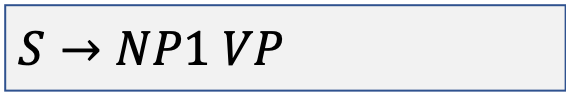 S → NP1 VP